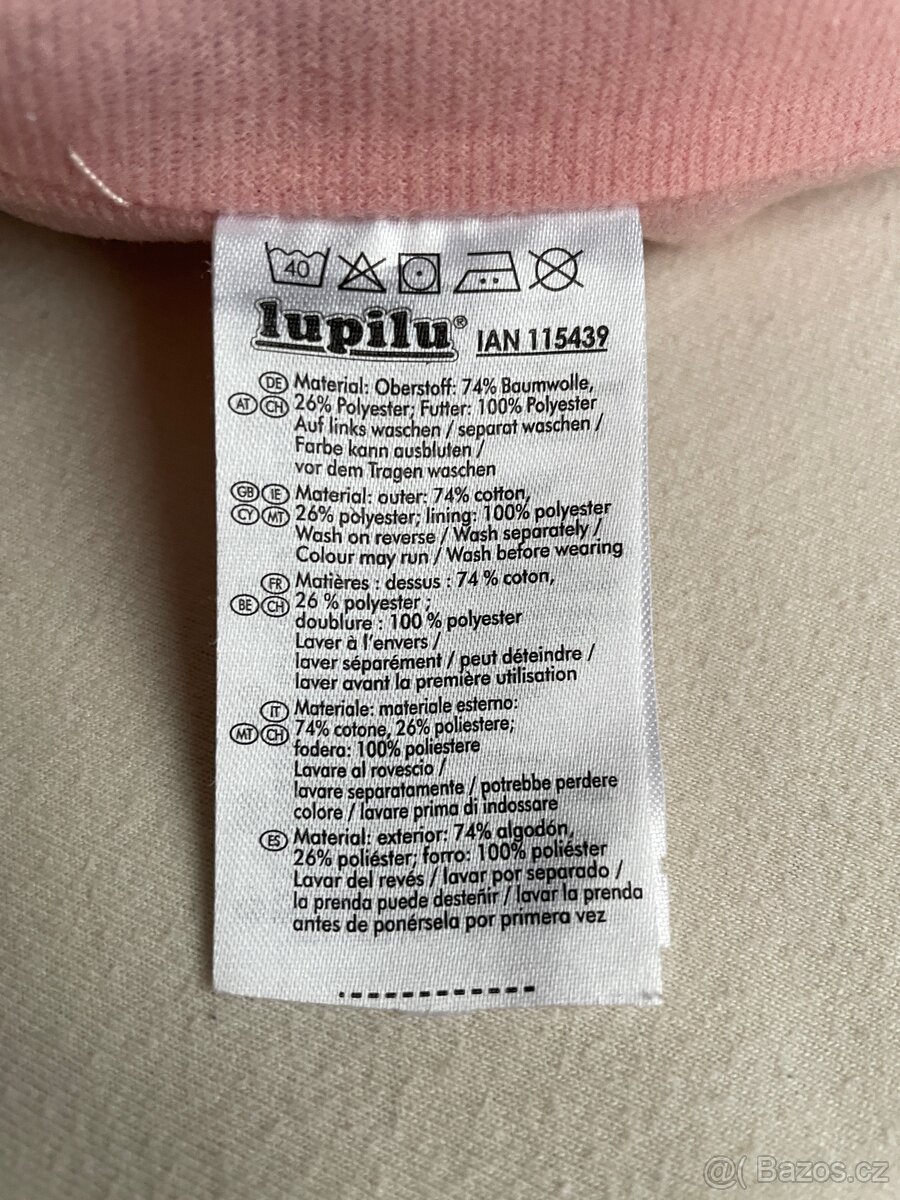 40
lupilu® IAN 115439
DE Material: Oberstoff: 74% Baumwolle,
AT CH 26% Polyester; Futter: 100% Polyester
Auf links waschen / separat waschen /
Farbe kann ausbluten /
vor dem Tragen waschen
GB IE Material: outer: 74% cotton,
CY MT 26% polyester; lining: 100% polyester
Wash on reverse / Wash separately /
Colour may run / Wash before wearing
FR Matières : dessus : 74 % coton,
BE CH 26 % polyester ;
doublure : 100 % polyester
Laver à l'envers /
laver séparément / peut déteindre /
laver avant la première utilisation
IT Materiale: materiale esterno:
MT CH 74% cotone, 26% poliestere;
fodera: 100% poliestere
Lavare al rovescio /
lavare separatamente / potrebbe perdere
colore / lavare prima di indossare
ES Material: exterior: 74% algodón,
26% poliéster; forro: 100% poliéster
Lavar del revés / lavar por separado /
la prenda puede desteñir / lavar la prenda
antes de ponérsela por primera vez
@( Bazos.cz